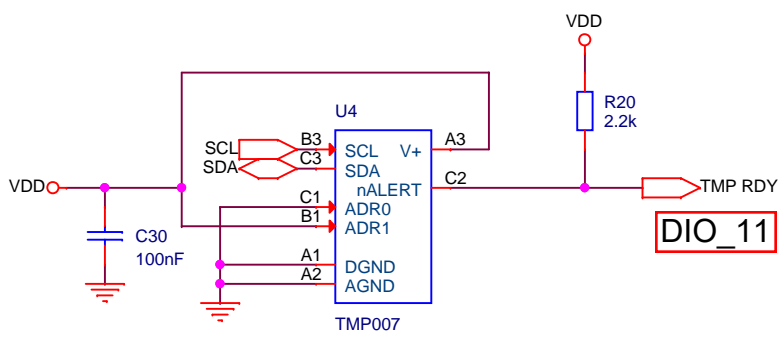 VDD
U4
R20
2.2k
SCL
SDA
B3
C3
SCL
SDA
V+
A3
nALERT
C2
VDD
TMP RDY
C1
B1
ADR0
ADR1
DIO_11
C30
100nF
A1
A2
DGND
AGND
TMP007